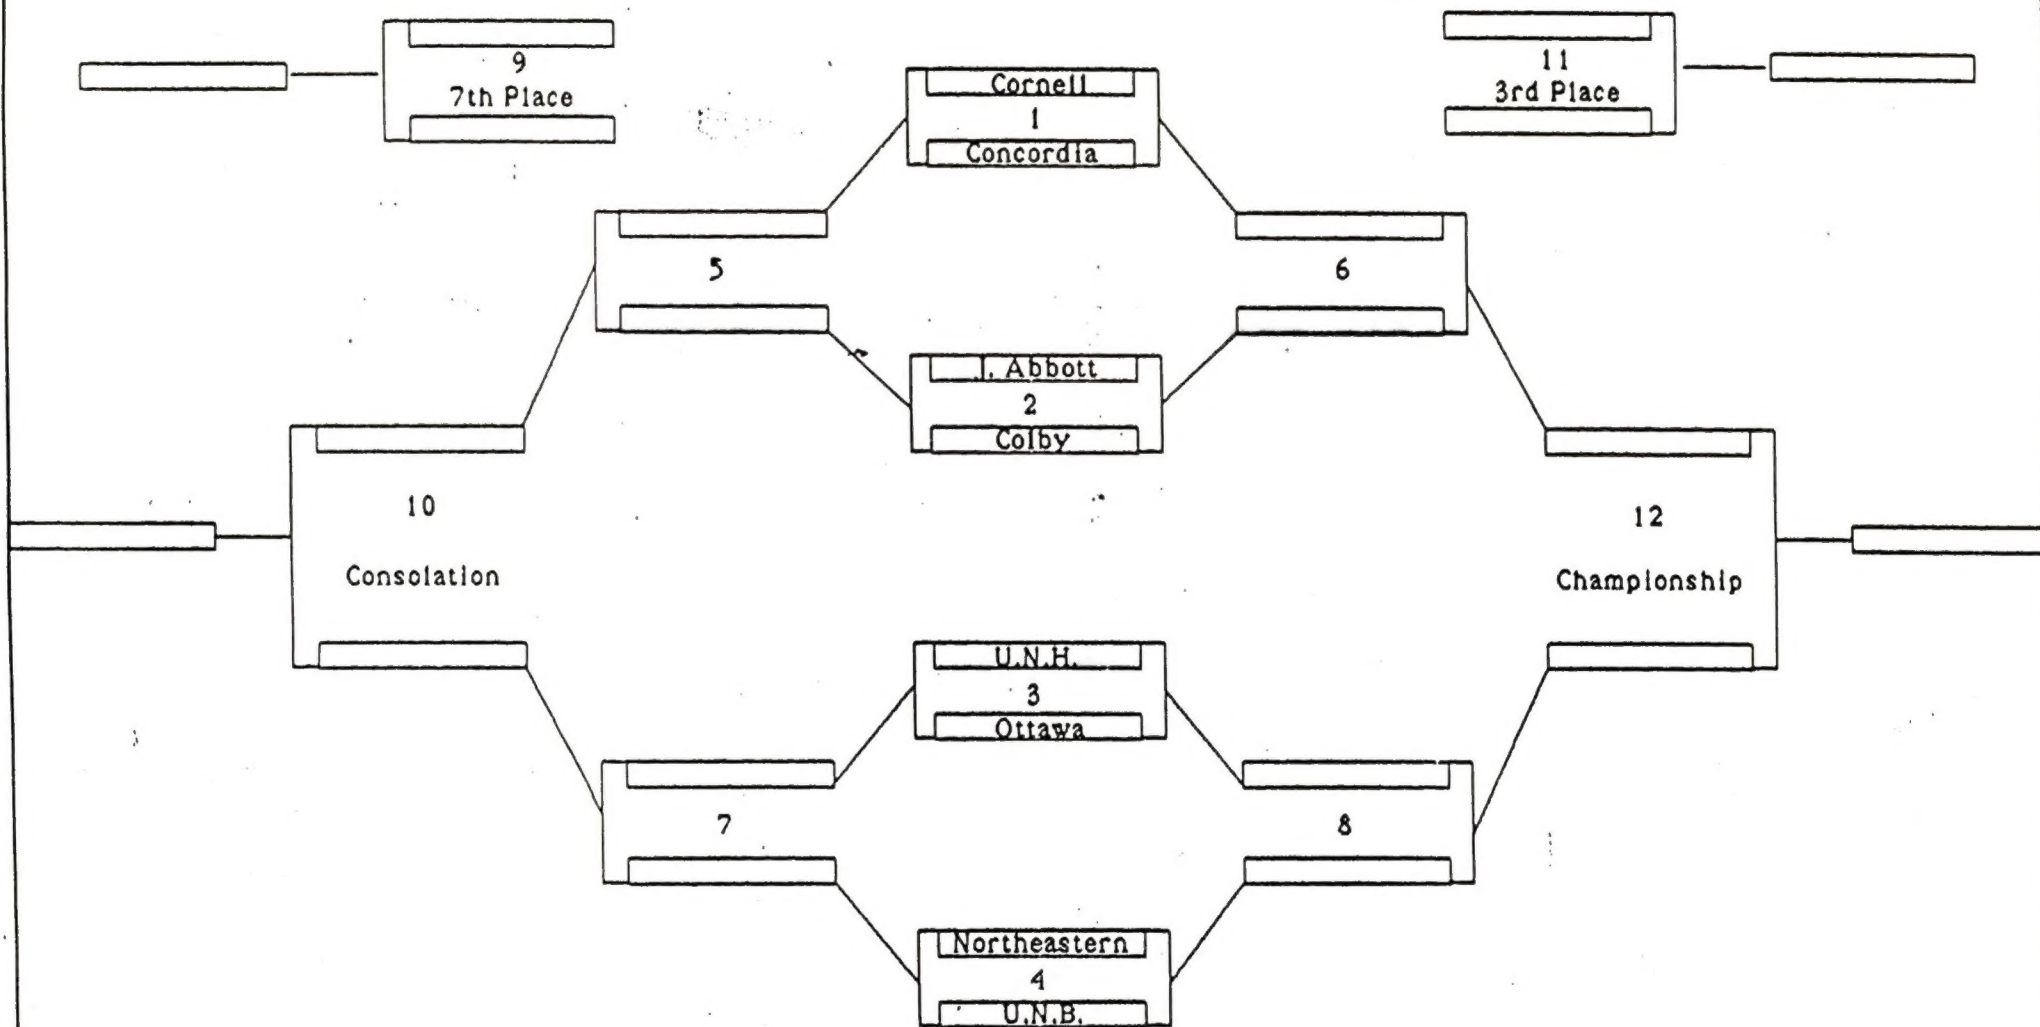 9
7th Place
11
3rd Place
Cornell
1
Concordia
5
6
J. Abbott
2
Colby
10
Consolation
12
Championship
U.N.H.
3
Ottawa
7
8
Northeastern
4
U.N.B.